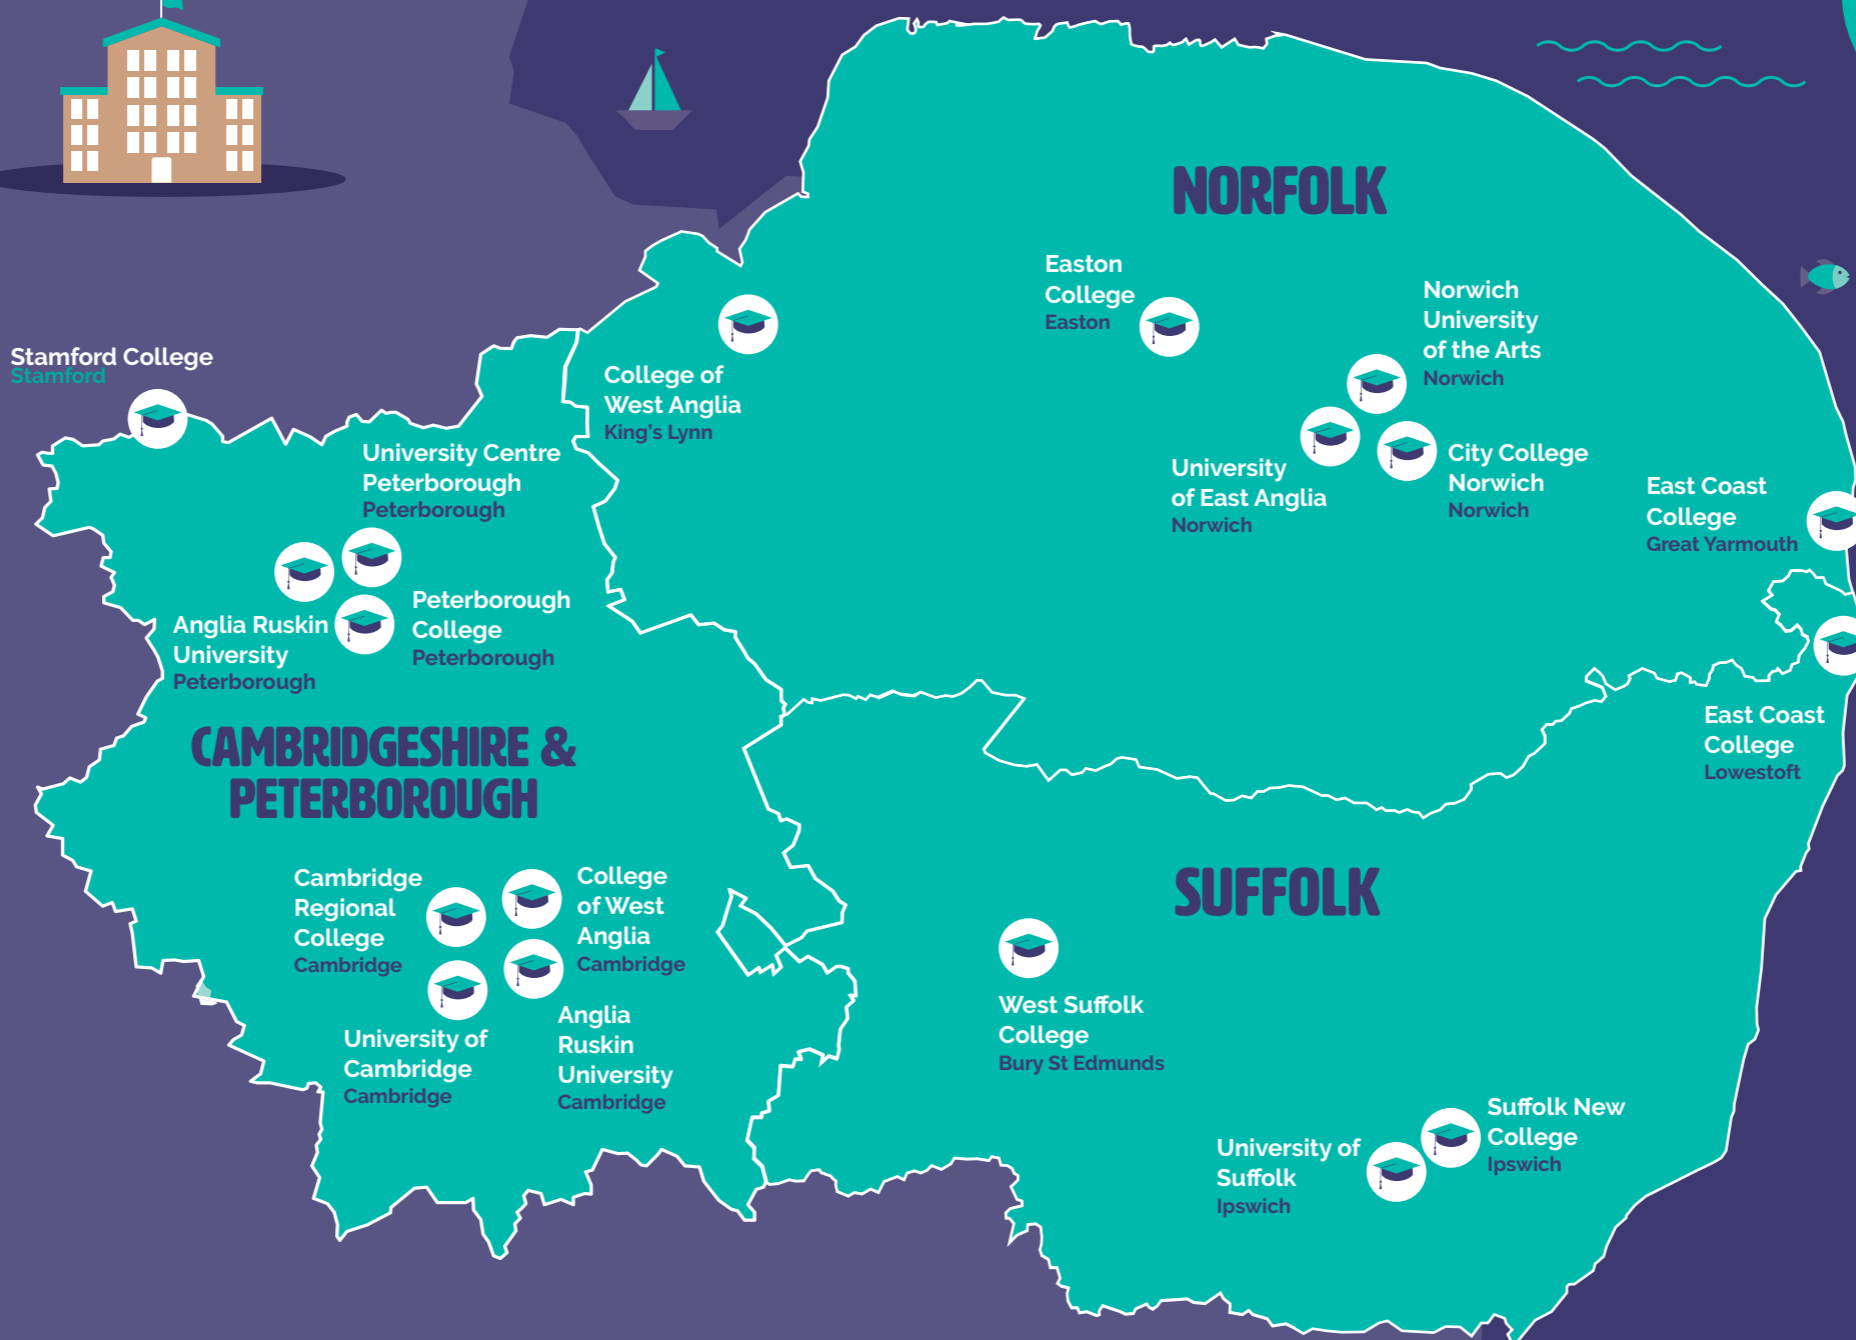 NORFOLK
Easton
College
Easton
Norwich
University
of the Arts
Norwich
Stamford College
Stamford
College of
West Anglia
King's Lynn
University Centre
Peterborough
Peterborough
University
of East Anglia
Norwich
City College
Norwich
Norwich
East Coast
College
Great Yarmouth
Anglia Ruskin
University
Peterborough
Peterborough
College
Peterborough
East Coast
College
Lowestoft
CAMBRIDGESHIRE &
PETERBOROUGH
Cambridge
Regional
College
Cambridge
College
of West
Anglia
Cambridge
SUFFOLK
University of
Cambridge
Cambridge
Anglia
Ruskin
University
Cambridge
West Suffolk
College
Bury St Edmunds
University of
Suffolk
Ipswich
Suffolk New
College
Ipswich